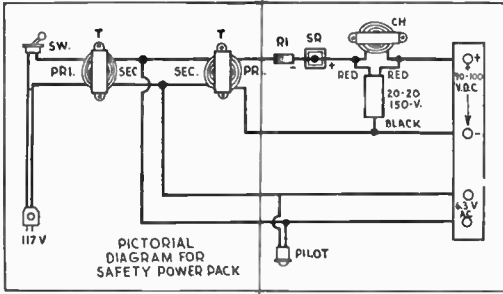 SW.
T
T
R1
SR
CH
PRI.
SEC
SEC.
PRI.
-
+
RED
RED
+
90-100
V.DC
20-20
150-V.
BLACK
-
6.3 V
AC
117 V
PILOT
PICTORIAL
DIAGRAM FOR
SAFETY POWER PACK